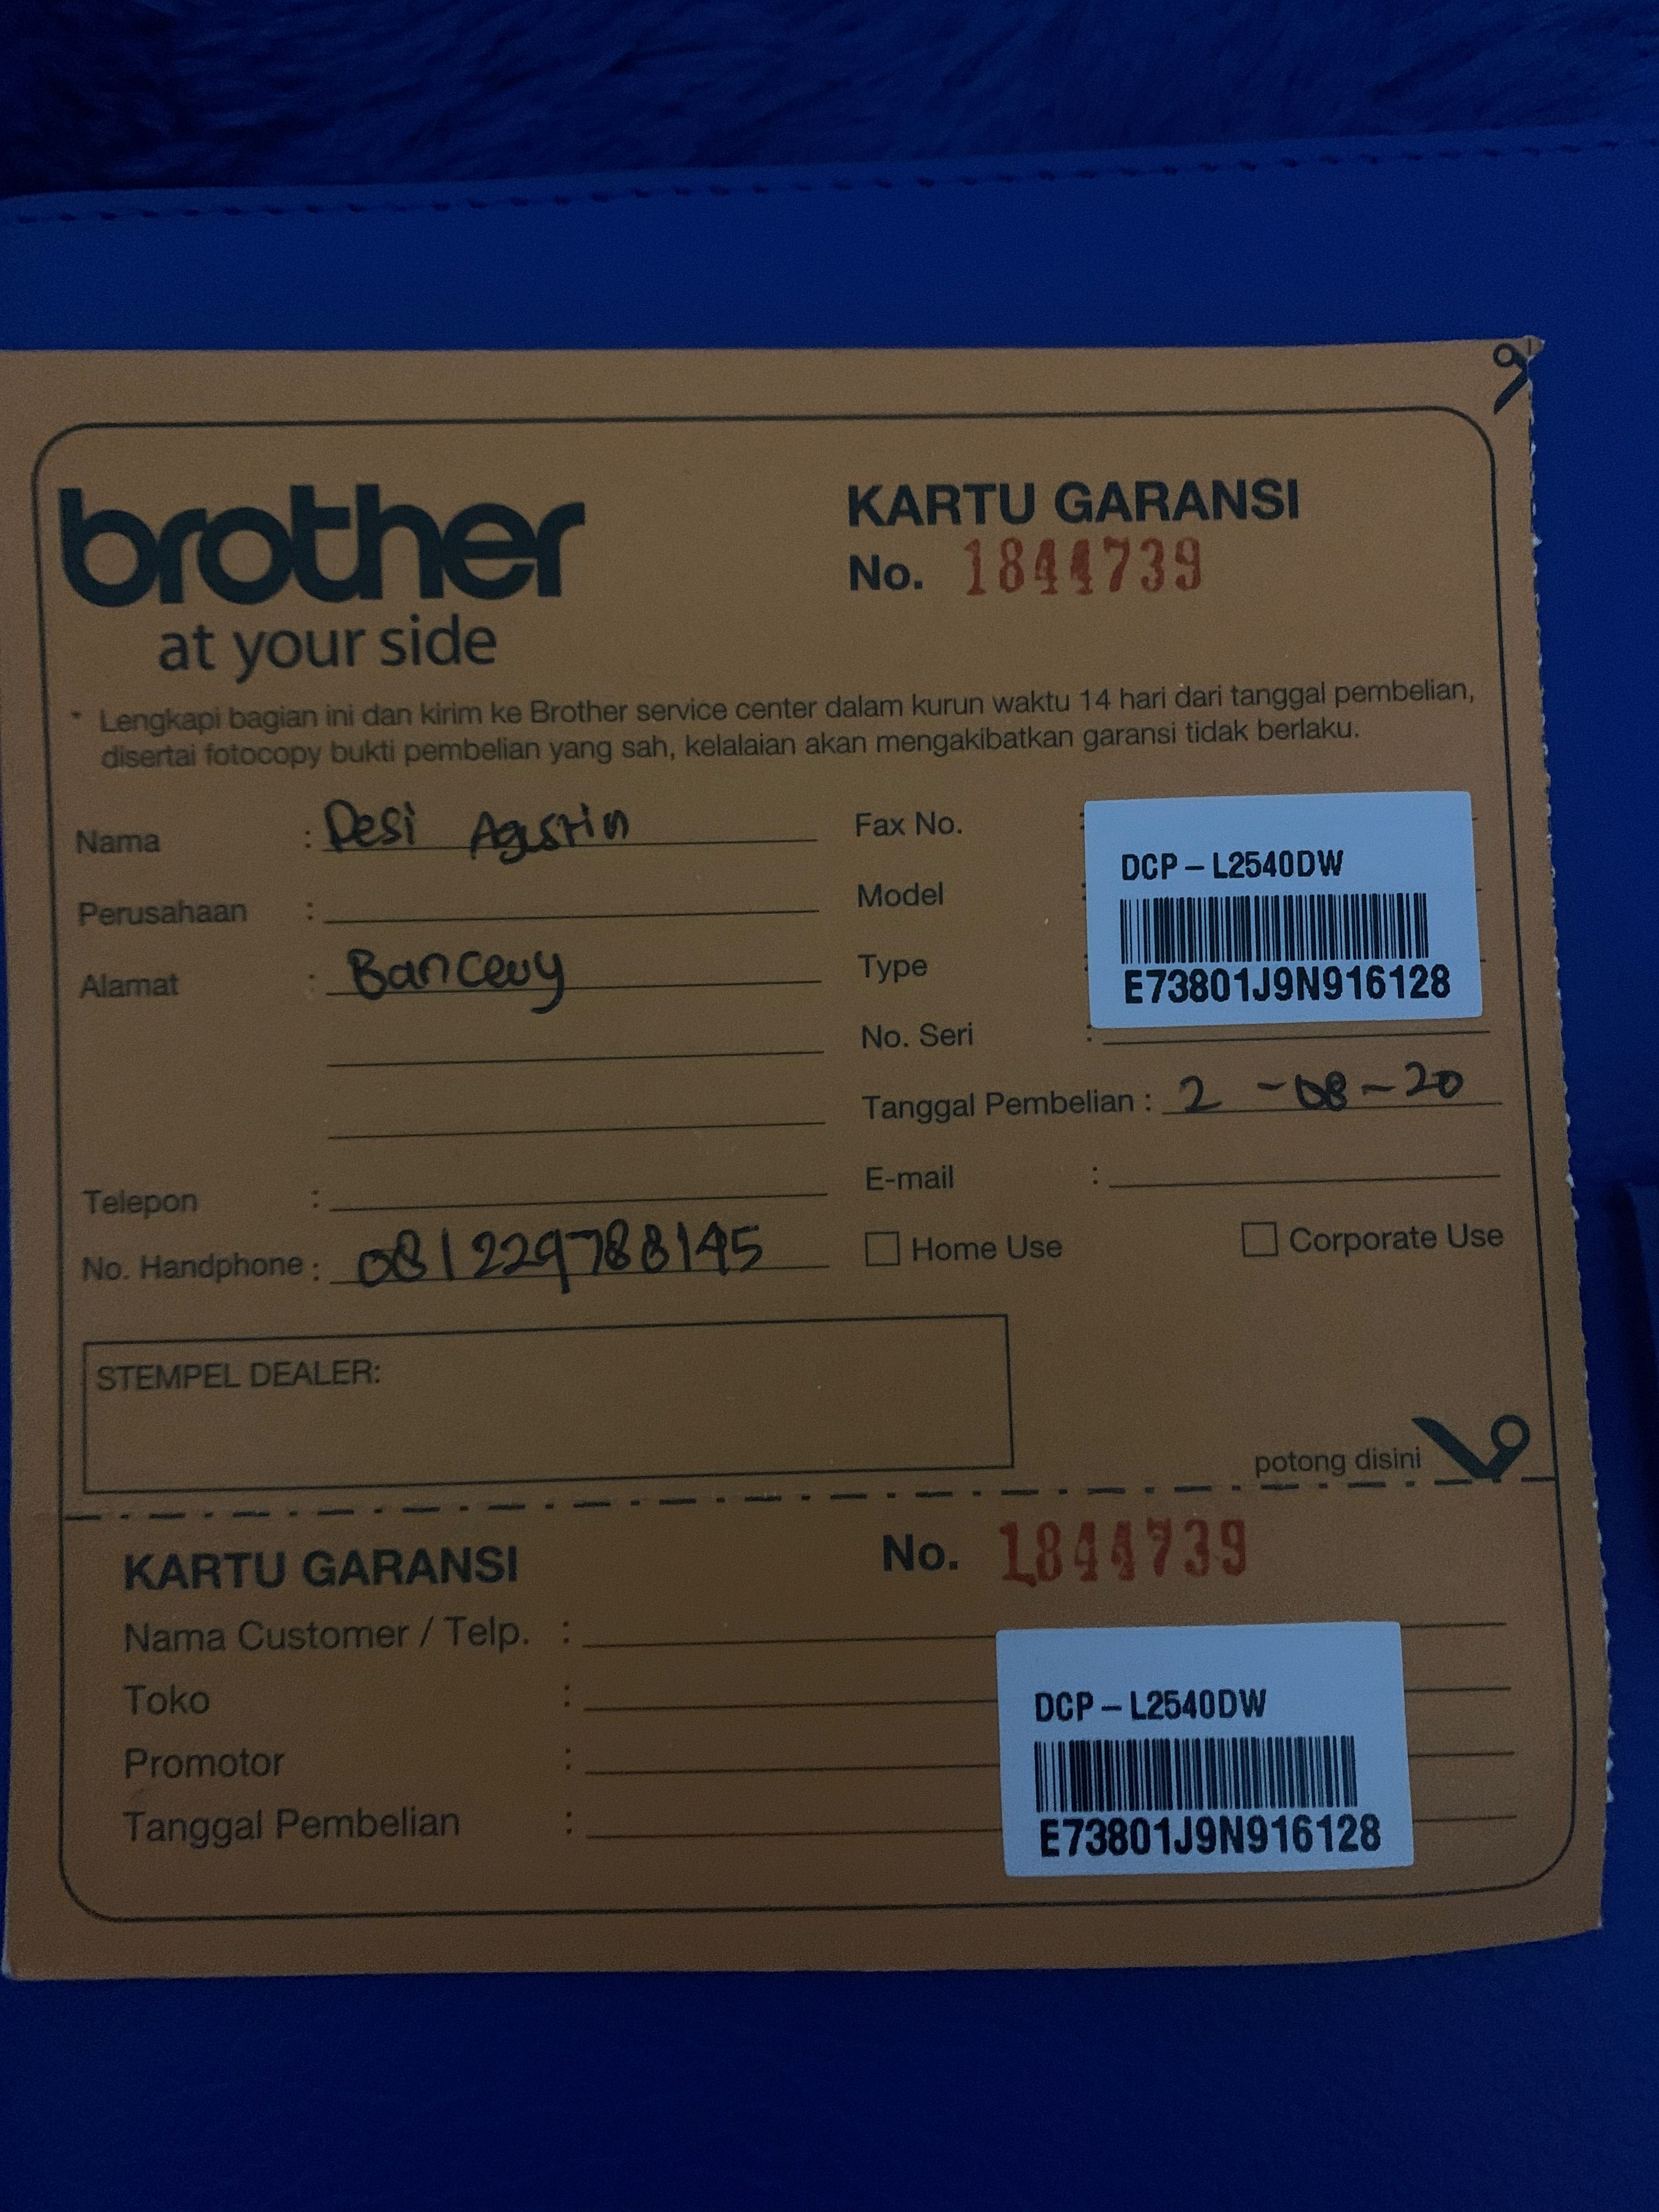 brother
at your side
KARTU GARANSI
No. 1844739
* Lengkapi bagian ini dan kirim ke Brother service center dalam kurun waktu 14 hari dari tanggal pembelian,
disertai fotocopy bukti pembelian yang sah, kelalaian akan mengakibatkan garansi tidak berlaku.
Nama : Desi Agustin
Perusahaan :
Alamat : Banceuy
Telepon :
No. Handphone : 081229788145
Fax No. :
Model :
Type :
No. Seri :
DCP - L2540DW
E73801J9N916128
Tanggal Pembelian : 2 - 08 - 20
E-mail :
Home Use
Corporate Use
STEMPEL DEALER:
potong disini
KARTU GARANSI
No. 1844739
Nama Customer / Telp. :
Toko :
Promotor :
Tanggal Pembelian :
DCP - L2540DW
E73801J9N916128